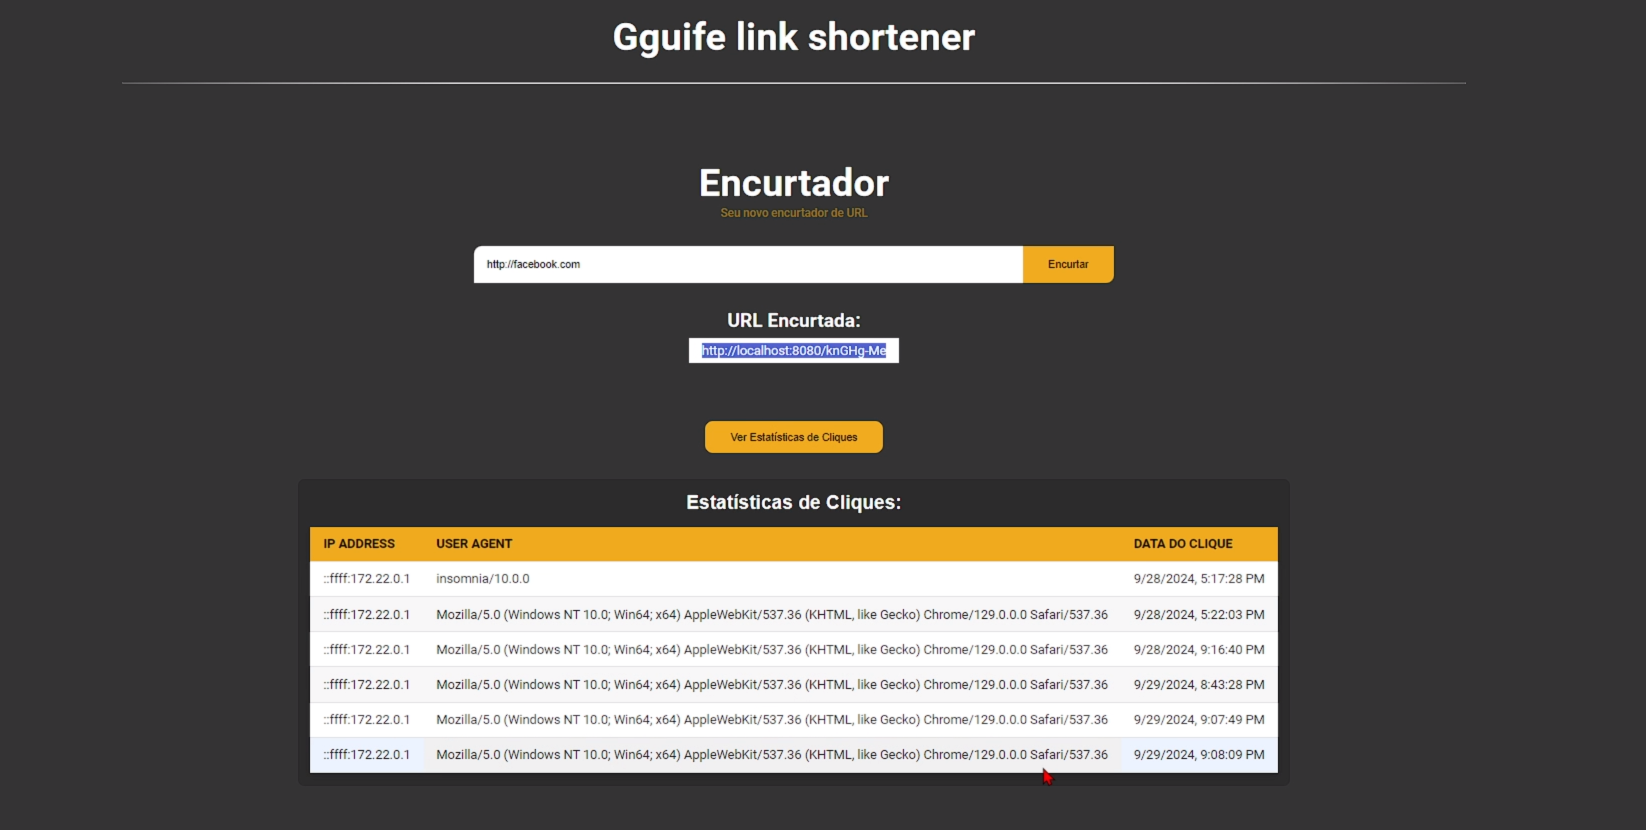 Gguife link shortener
Encurtador
Seu novo encurtador de URL
http://facebook.com Encurtar
URL Encurtada:
http://localhost:8080/knGHg-Me
Ver Estatísticas de Cliques
Estatísticas de Cliques:
IP ADDRESS USER AGENT DATA DO CLIQUE
::ffff:172.22.0.1 insomnia/10.0.0 9/28/2024, 5:17:28 PM
::ffff:172.22.0.1 Mozilla/5.0 (Windows NT 10.0; Win64; x64) AppleWebKit/537.36 (KHTML, like Gecko) Chrome/129.0.0.0 Safari/537.36 9/28/2024, 5:22:03 PM
::ffff:172.22.0.1 Mozilla/5.0 (Windows NT 10.0; Win64; x64) AppleWebKit/537.36 (KHTML, like Gecko) Chrome/129.0.0.0 Safari/537.36 9/28/2024, 9:16:40 PM
::ffff:172.22.0.1 Mozilla/5.0 (Windows NT 10.0; Win64; x64) AppleWebKit/537.36 (KHTML, like Gecko) Chrome/129.0.0.0 Safari/537.36 9/29/2024, 8:43:28 PM
::ffff:172.22.0.1 Mozilla/5.0 (Windows NT 10.0; Win64; x64) AppleWebKit/537.36 (KHTML, like Gecko) Chrome/129.0.0.0 Safari/537.36 9/29/2024, 9:07:49 PM
::ffff:172.22.0.1 Mozilla/5.0 (Windows NT 10.0; Win64; x64) AppleWebKit/537.36 (KHTML, like Gecko) Chrome/129.0.0.0 Safari/537.36 9/29/2024, 9:08:09 PM